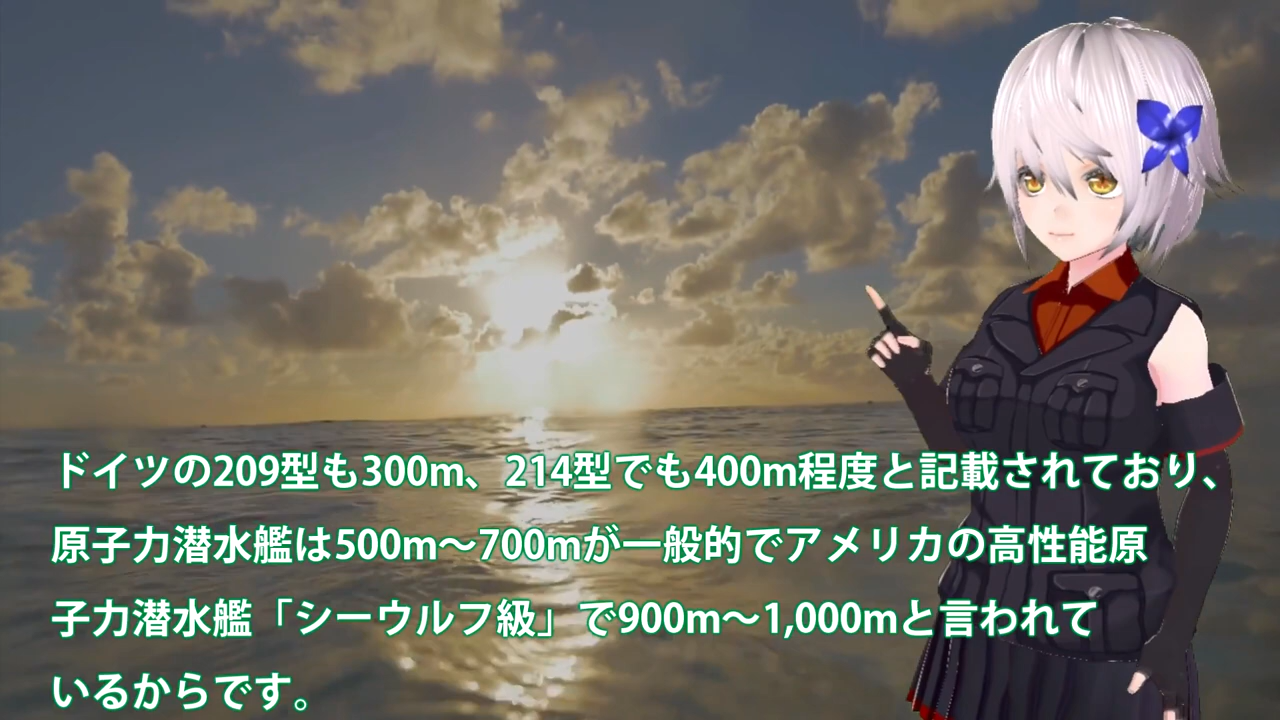 ドイツの209型も300m、214型でも400m程度と記載されており、
原子力潜水艦は500m〜700mが一般的でアメリカの高性能原
子力潜水艦「シーウルフ級」で900m〜1,000mと言われて
いるからです。